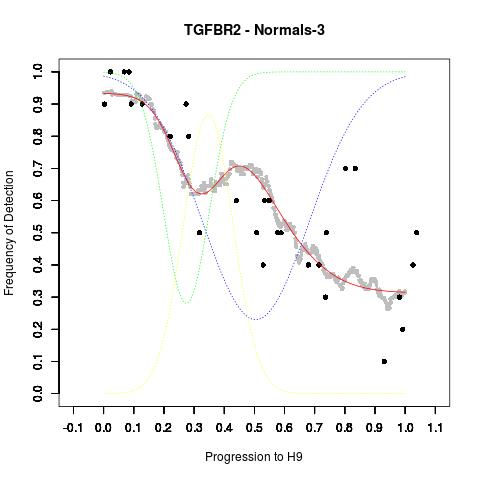 TGFBR2 - Normals-3
Frequency of Detection
1.0
0.9
0.8
0.7
0.6
0.5
0.4
0.3
0.2
0.1
0.0
-0.1 0.0 0.1 0.2 0.3 0.4 0.5 0.6 0.7 0.8 0.9 1.0 1.1
Progression to H9